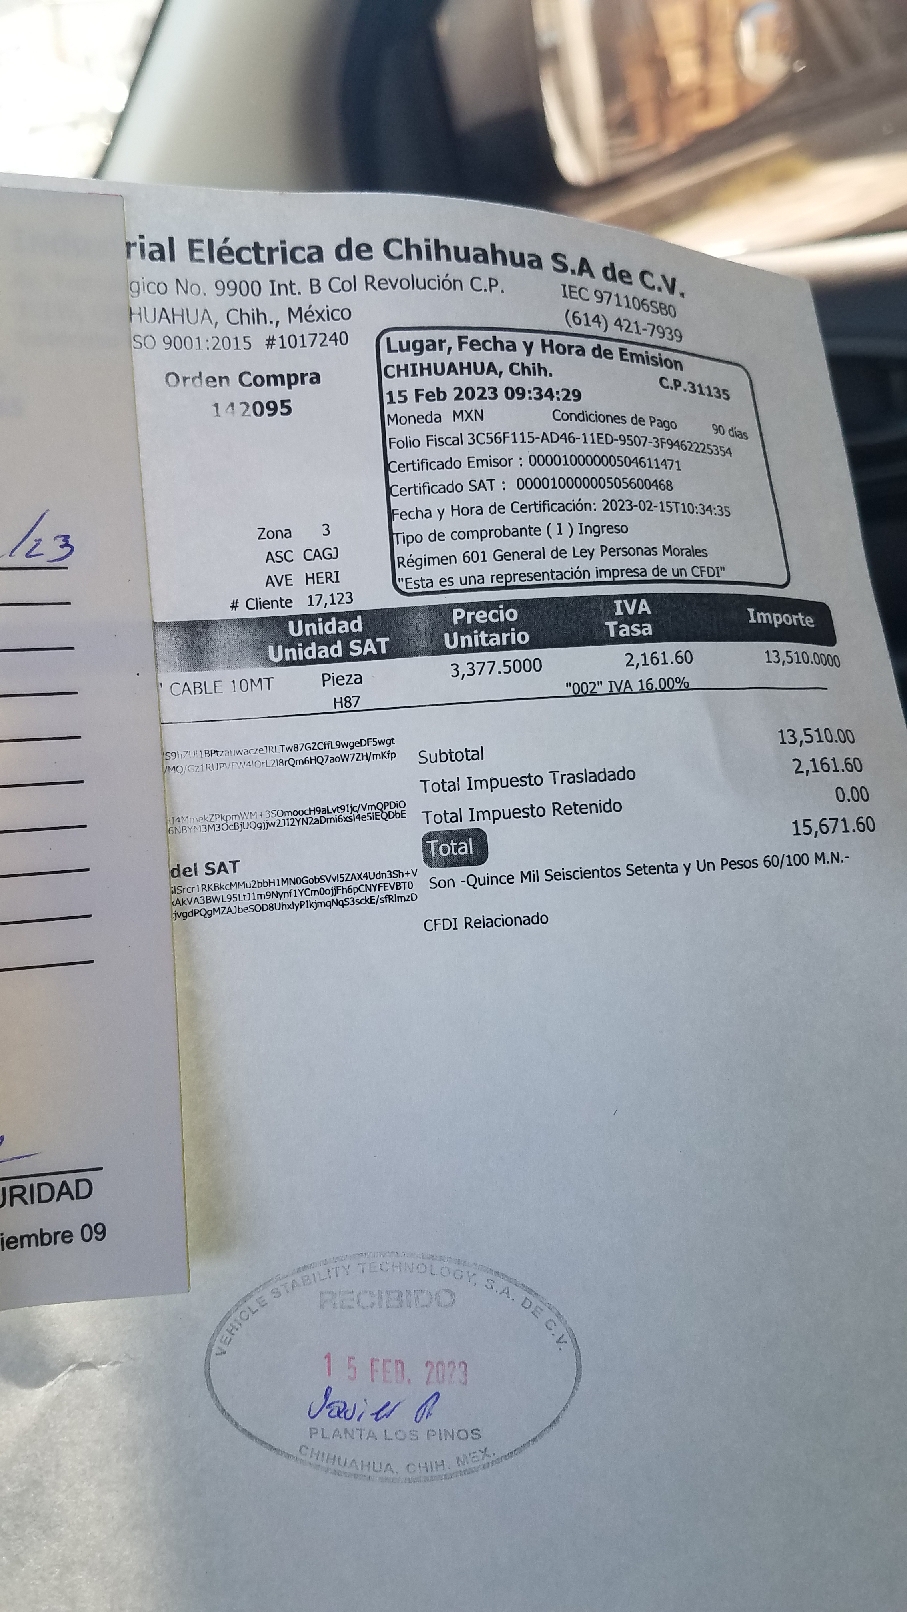 rial Eléctrica de Chihuahua S.A de C.V.
gico No. 9900 Int. B Col Revolución C.P.
IEC 971106SB0
HUAHUA, Chih., México
(614) 421-7939
SO 9001:2015 #1017240
Orden Compra
142095
Lugar, Fecha y Hora de Emision
CHIHUAHUA, Chih.
C.P.31135
15 Feb 2023 09:34:29
Moneda MXN Condiciones de Pago 90 días
Folio Fiscal 3C56F115-AD46-11ED-9507-3F9462225354
Certificado Emisor : 00001000000504611471
Certificado SAT : 00001000000505600468
Fecha y Hora de Certificación: 2023-02-15T10:34:35
Tipo de comprobante ( I ) Ingreso
Régimen 601 General de Ley Personas Morales
"Esta es una representación impresa de un CFDI"
/23
Zona 3
ASC CAGJ
AVE HERI
# Cliente 17,123
Unidad Precio IVA Importe
Unidad SAT Unitario Tasa
CABLE 10MT Pieza 3,377.5000 2,161.60 13,510.0000
H87 "002" IVA 16.00%
Subtotal 13,510.00
Total Impuesto Trasladado 2,161.60
Total Impuesto Retenido 0.00
Total 15,671.60
del SAT
Son -Quince Mil Seiscientos Setenta y Un Pesos 60/100 M.N.-
CFDI Relacionado
URIDAD
iembre 09
VEHICLE STABILITY TECHNOLOGY, S.A. DE C.V.
RECIBIDO
15 FEB. 2023
Javier R
PLANTA LOS PINOS
CHIHUAHUA, CHIH. MEX.